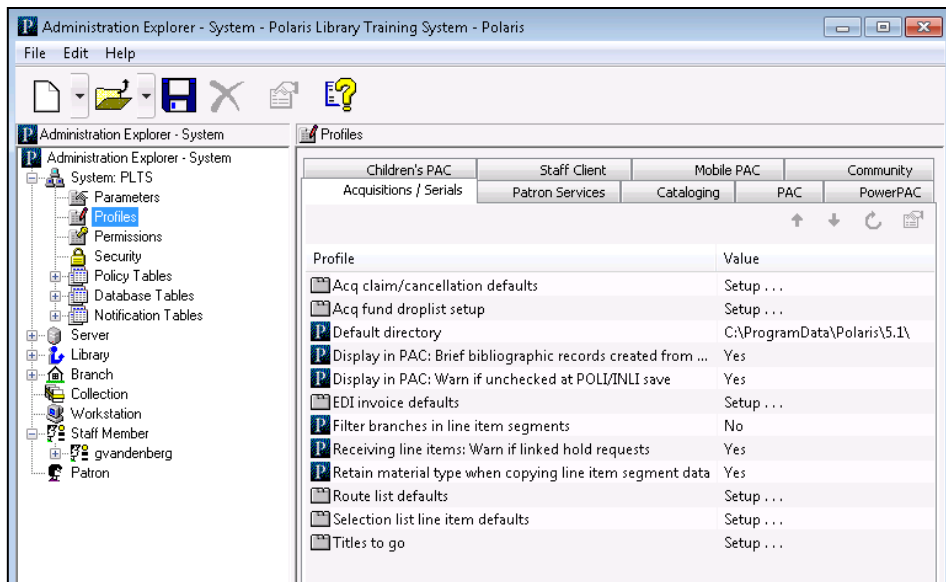 Administration Explorer - System - Polaris Library Training System - Polaris
File Edit Help
Administration Explorer - System
Profiles
Administration Explorer - System
System: PLTS
Parameters
Profiles
Permissions
Security
Policy Tables
Database Tables
Notification Tables
Server
Library
Branch
Collection
Workstation
Staff Member
gvandenberg
Patron
Children's PAC Staff Client Mobile PAC Community
Acquisitions / Serials Patron Services Cataloging PAC PowerPAC
Profile Value
Acq claim/cancellation defaults Setup ...
Acq fund droplist setup Setup ...
Default directory C:\ProgramData\Polaris\5.1\
Display in PAC: Brief bibliographic records created from ... Yes
Display in PAC: Warn if unchecked at POLI/INLI save Yes
EDI invoice defaults Setup ...
Filter branches in line item segments No
Receiving line items: Warn if linked hold requests Yes
Retain material type when copying line item segment data Yes
Route list defaults Setup ...
Selection list line item defaults Setup ...
Titles to go Setup ...